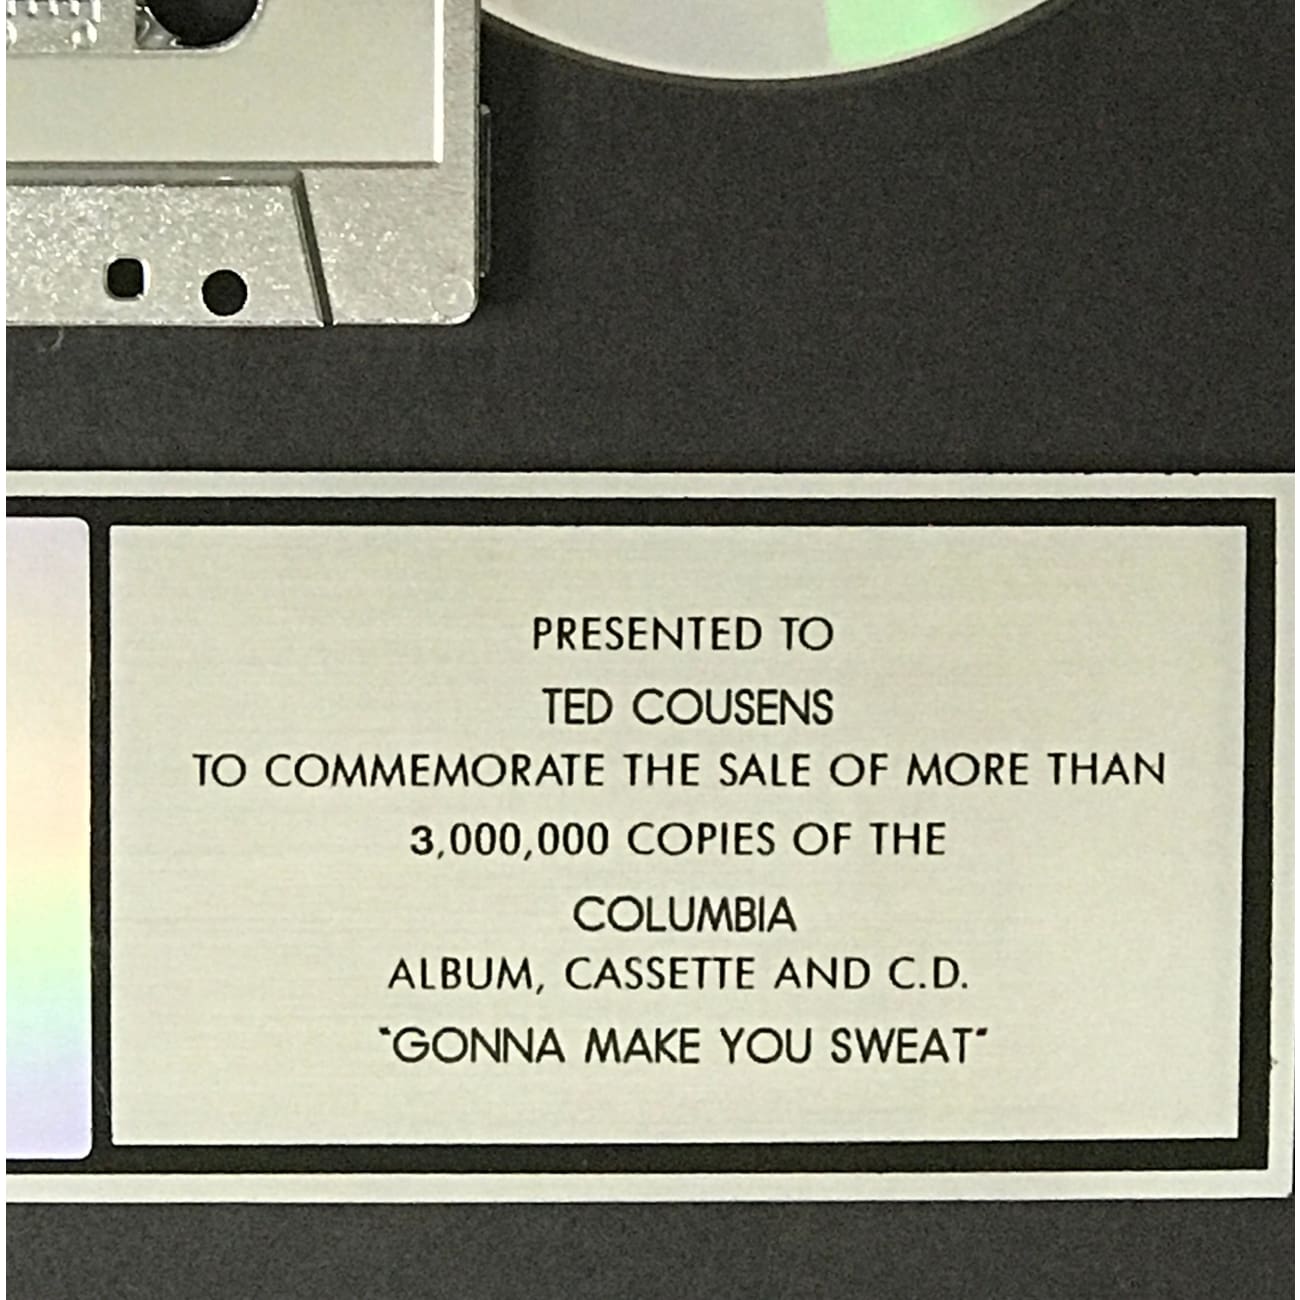 PRESENTED TO
TED COUSENS
TO COMMEMORATE THE SALE OF MORE THAN
3,000,000 COPIES OF THE
COLUMBIA
ALBUM, CASSETTE AND C.D.
"GONNA MAKE YOU SWEAT"